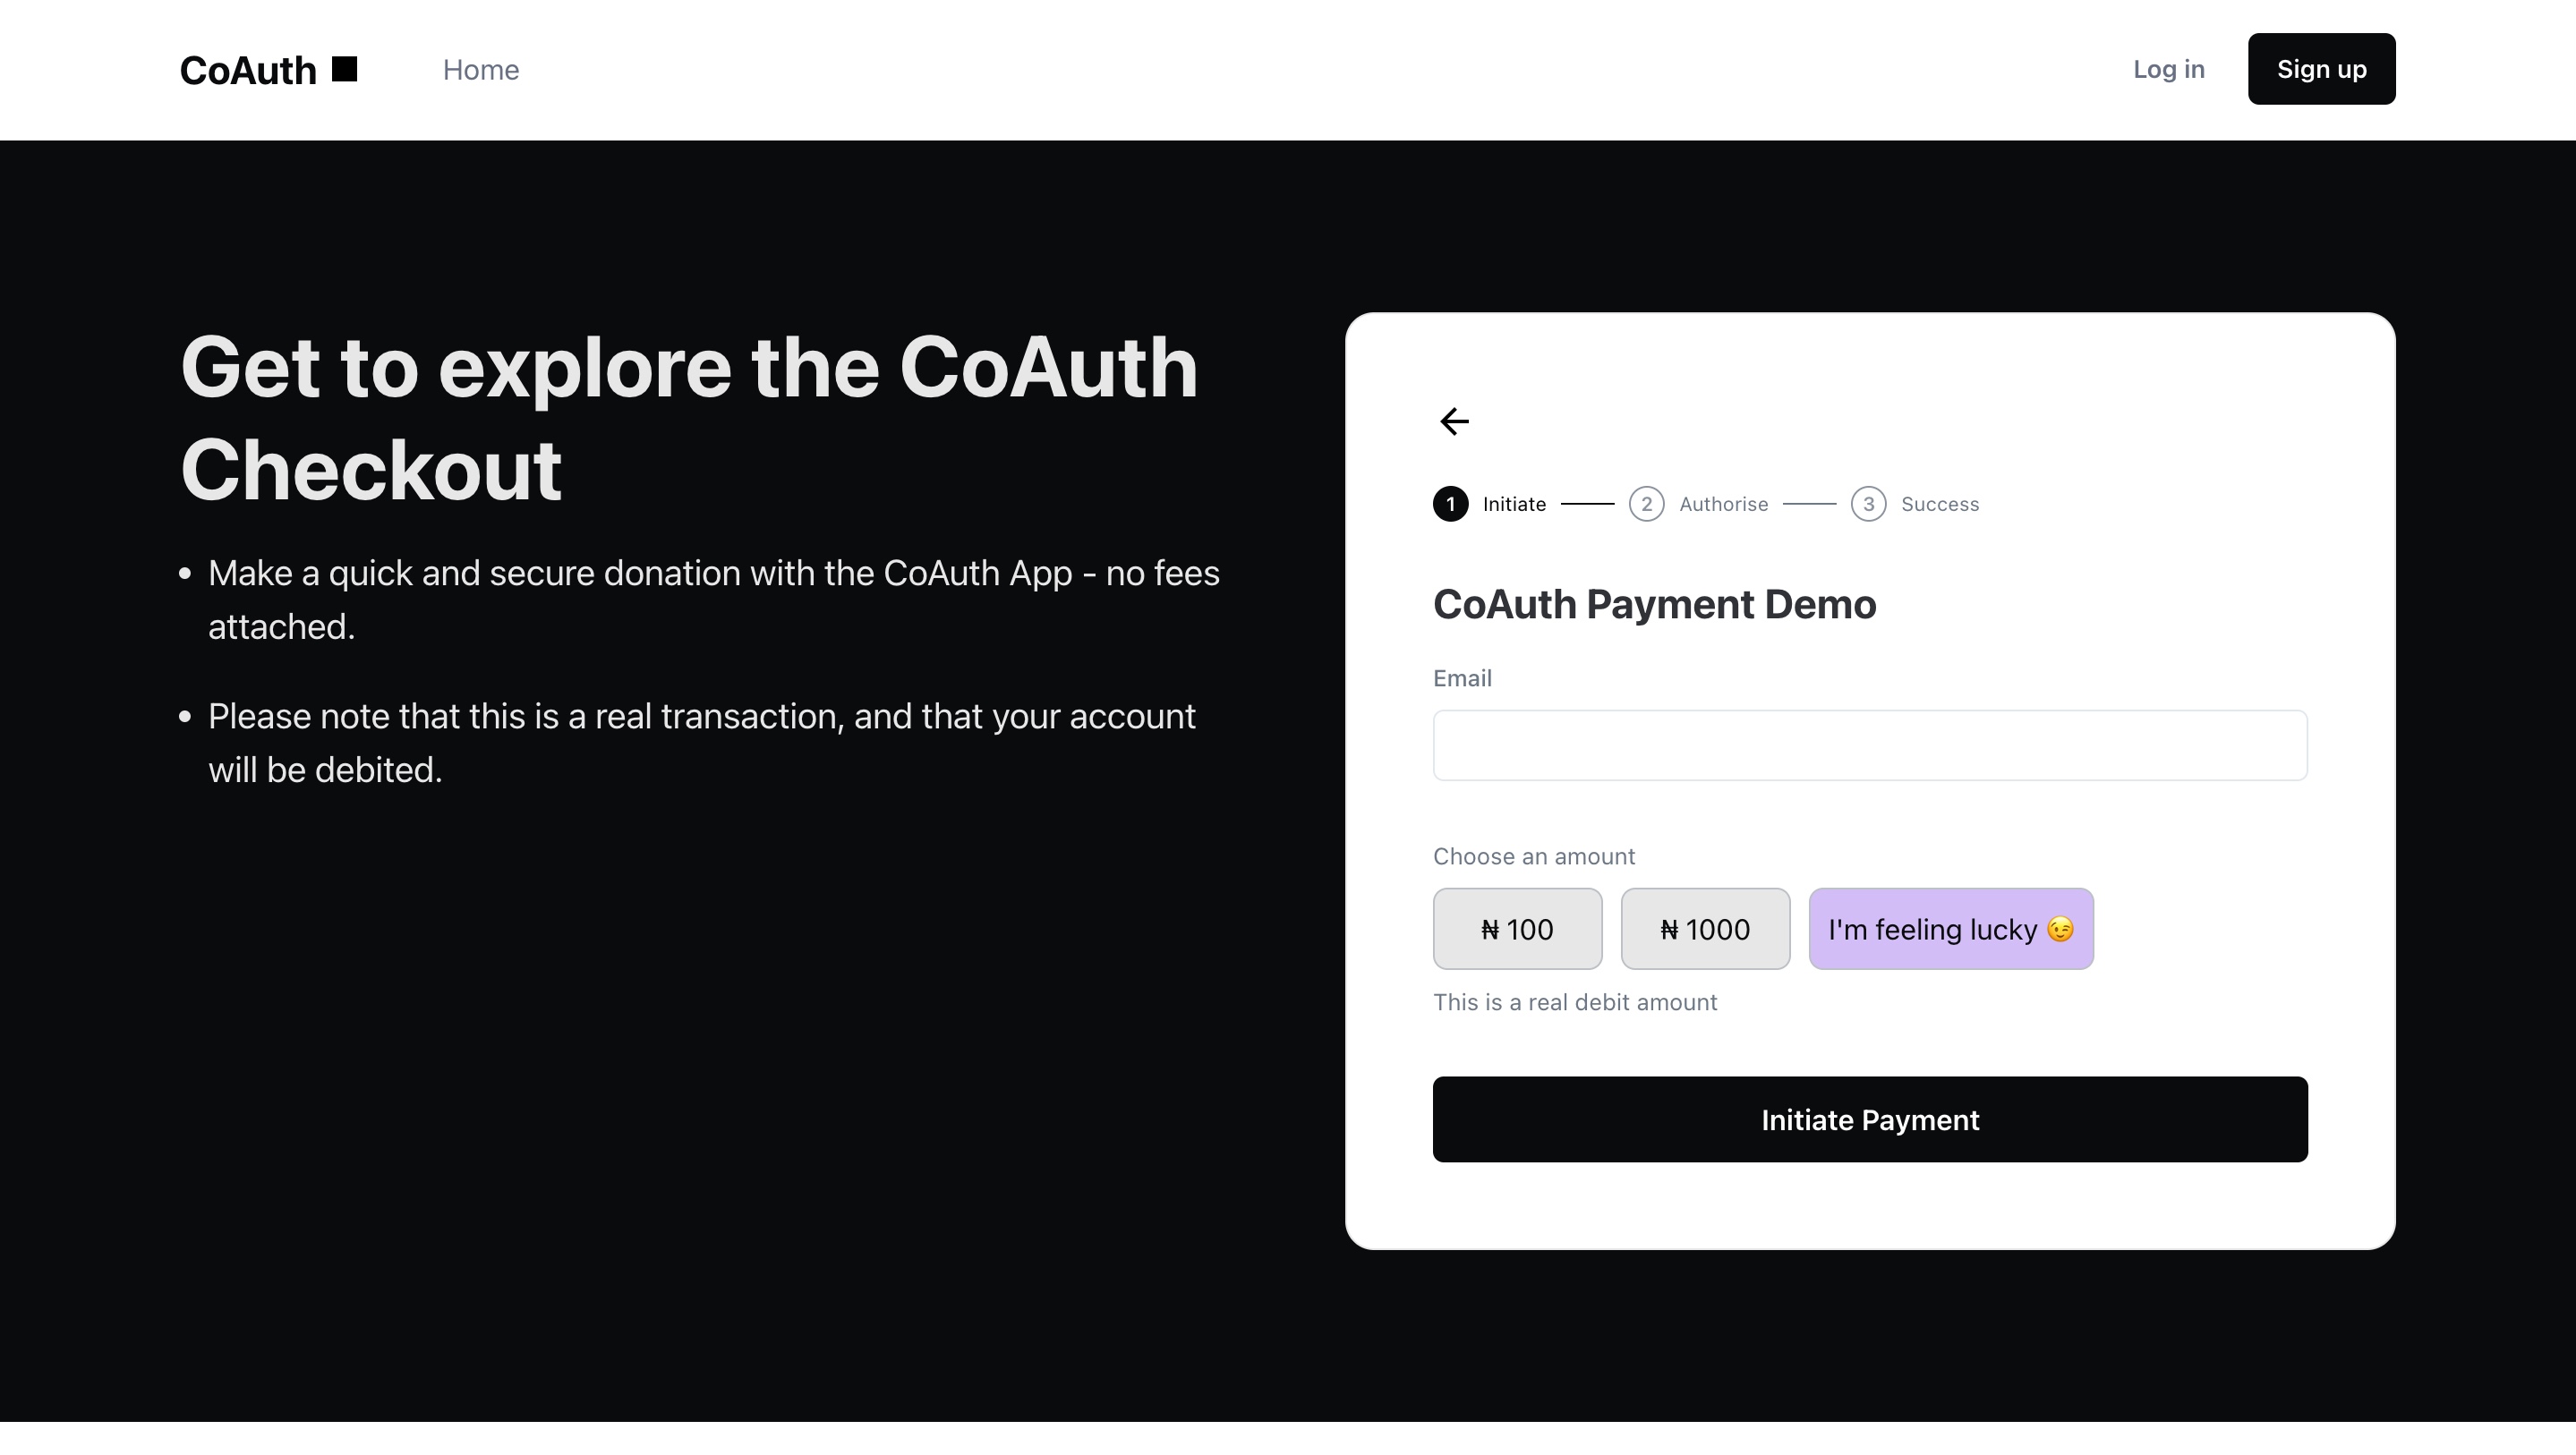 CoAuth
Home
Log in
Sign up
Get to explore the CoAuth
Checkout
• Make a quick and secure donation with the CoAuth App - no fees
attached.
• Please note that this is a real transaction, and that your account
will be debited.
1 Initiate 2 Authorise 3 Success
CoAuth Payment Demo
Email
Choose an amount
₦ 100
₦ 1000
I'm feeling lucky 😉
This is a real debit amount
Initiate Payment